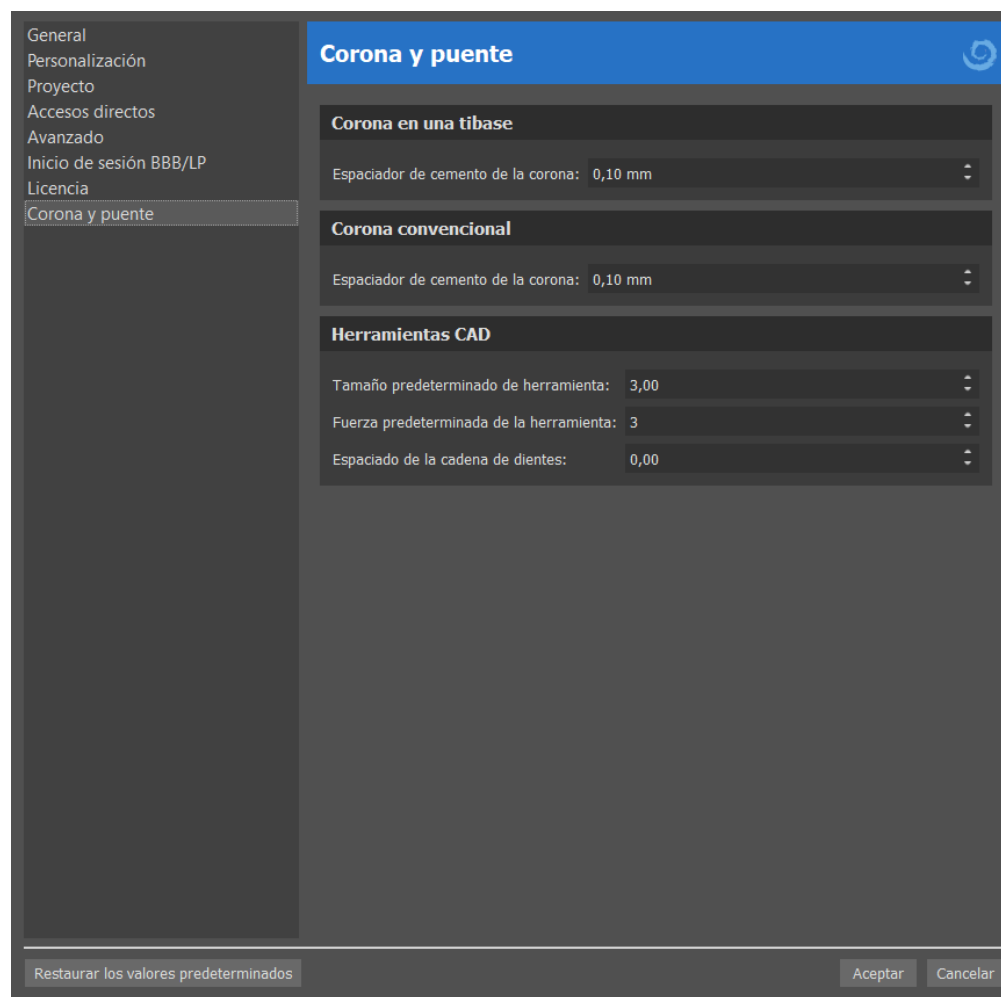 General
Personalización
Proyecto
Accesos directos
Avanzado
Inicio de sesión BBB/LP
Licencia
Corona y puente
Corona y puente
Corona en una tibase
Espaciador de cemento de la corona: 0,10 mm
Corona convencional
Espaciador de cemento de la corona: 0,10 mm
Herramientas CAD
Tamaño predeterminado de herramienta: 3,00
Fuerza predeterminada de la herramienta: 3
Espaciado de la cadena de dientes: 0,00
Restaurar los valores predeterminados Aceptar Cancelar